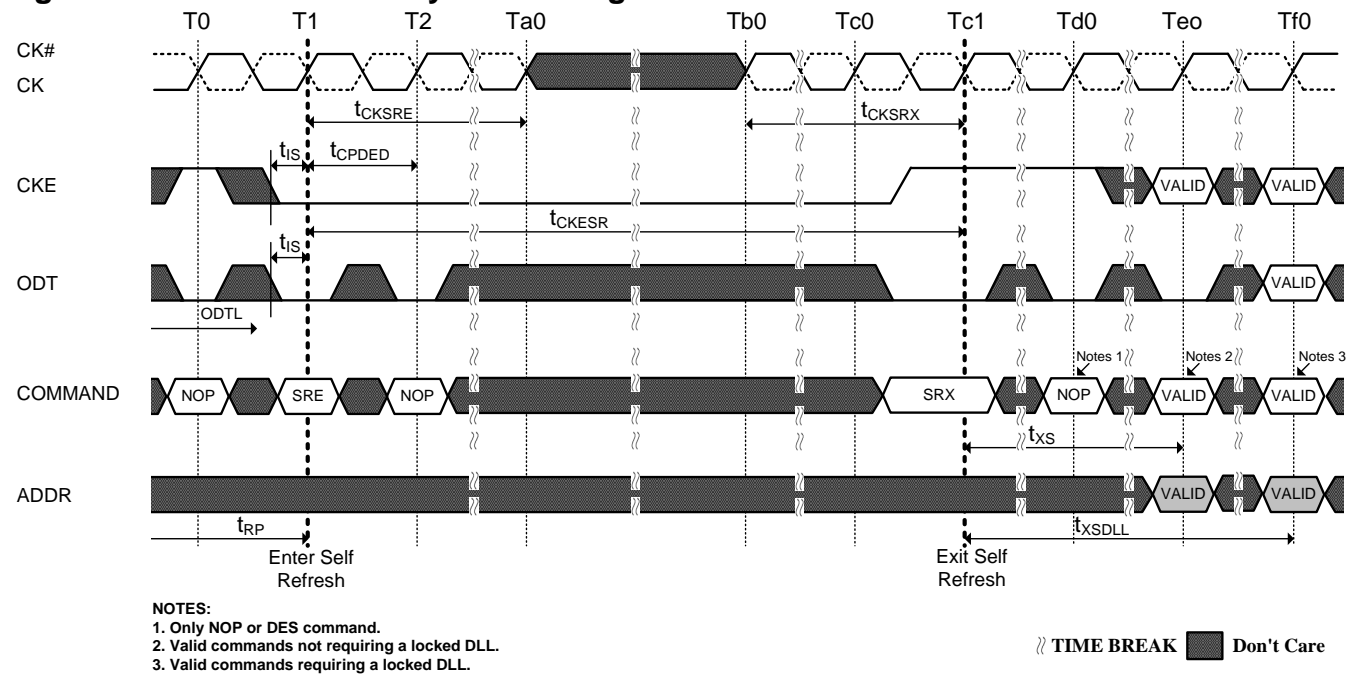 T0 T1 T2 Ta0 Tb0 Tc0 Tc1 Td0 Teo Tf0
CK#
CK
tCKSRE tCKSRX
tIS tCPDED
CKE VALID VALID
tCKESR
tIS
ODT VALID
ODTL
Notes 1 Notes 2 Notes 3
COMMAND NOP SRE NOP SRX NOP VALID VALID
tXS
ADDR VALID VALID
tRP tXSDLL
Enter Self
Refresh
Exit Self
Refresh
NOTES:
1. Only NOP or DES command.
2. Valid commands not requiring a locked DLL.
3. Valid commands requiring a locked DLL.
TIME BREAK Don't Care